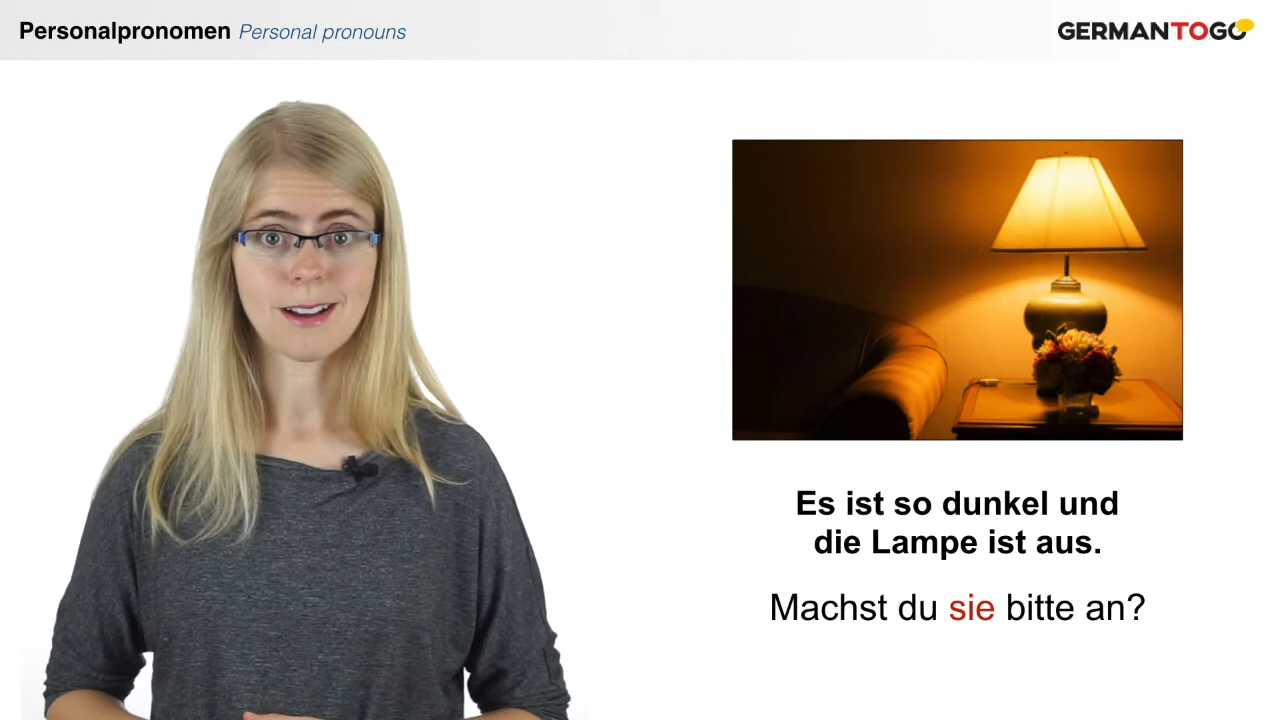 Personalpronomen Personal pronouns
GERMANTOGO
Es ist so dunkel und
die Lampe ist aus.
Machst du sie bitte an?